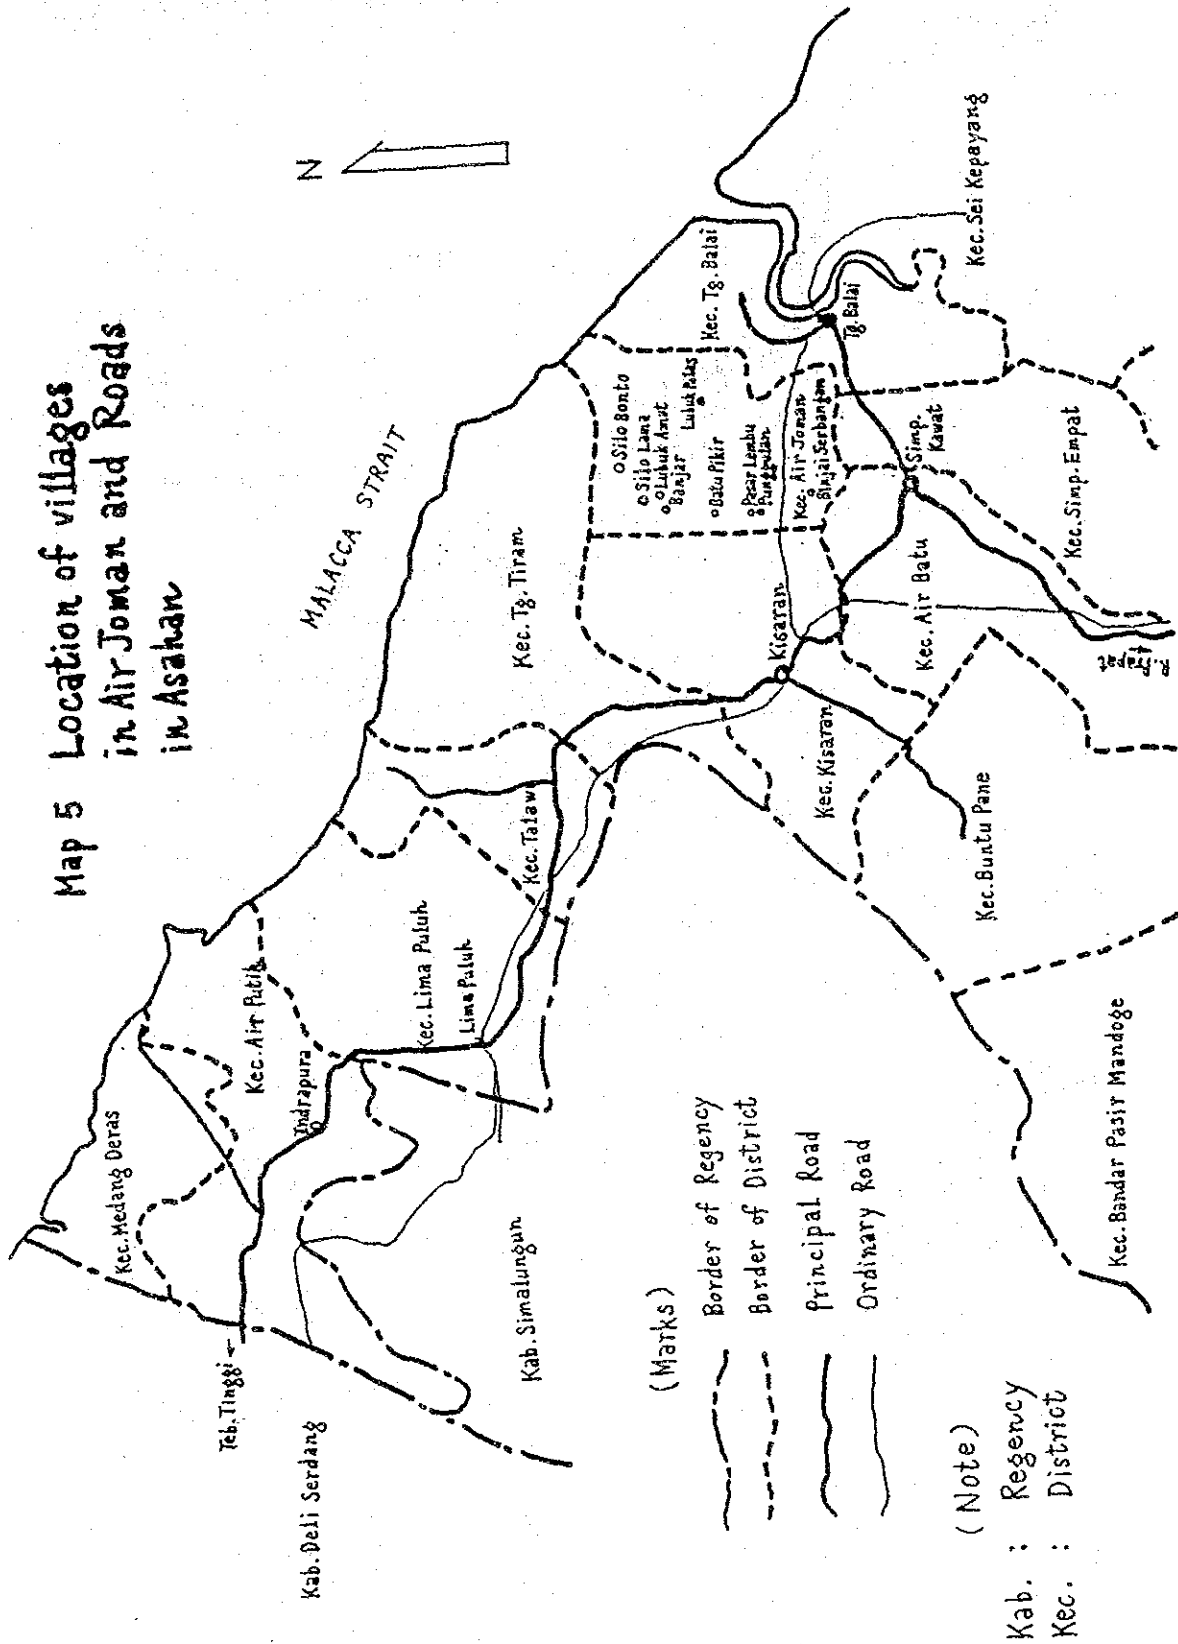 Map 5 Location of villages
in Air Joman and Roads
in Asahan
N
MALACCA STRAIT
Kec. Medang Deras
Kec. Air Putih
Indrapura
Teb. Tinggi
Kab. Deli Serdang
Kab. Simalungun
Kec. Lima Puluh
Lima Puluh
Kec. Talawi
Kec. Tg. Tiram
Silo Bonto
Silo Lama
Lubuk Amat
Banjar
Lubuk Palas
Batu Pikir
Pasar Lembu
Punggulan
Kec. Air Joman
Binjai Serbangan
Kec. Tg. Balai
Tg. Balai
Kec. Sei Kepayang
Kisaran
Kec. Kisaran
Kec. Air Batu
Simp.
Kawat
Kec. Simp. Empat
Kec. Buntu Pane
Kec. Bandar Pasir Mandoge
(Marks)
Border of Regency
Border of District
Principal Road
Ordinary Road
(Note)
Kab. : Regency
Kec. : District